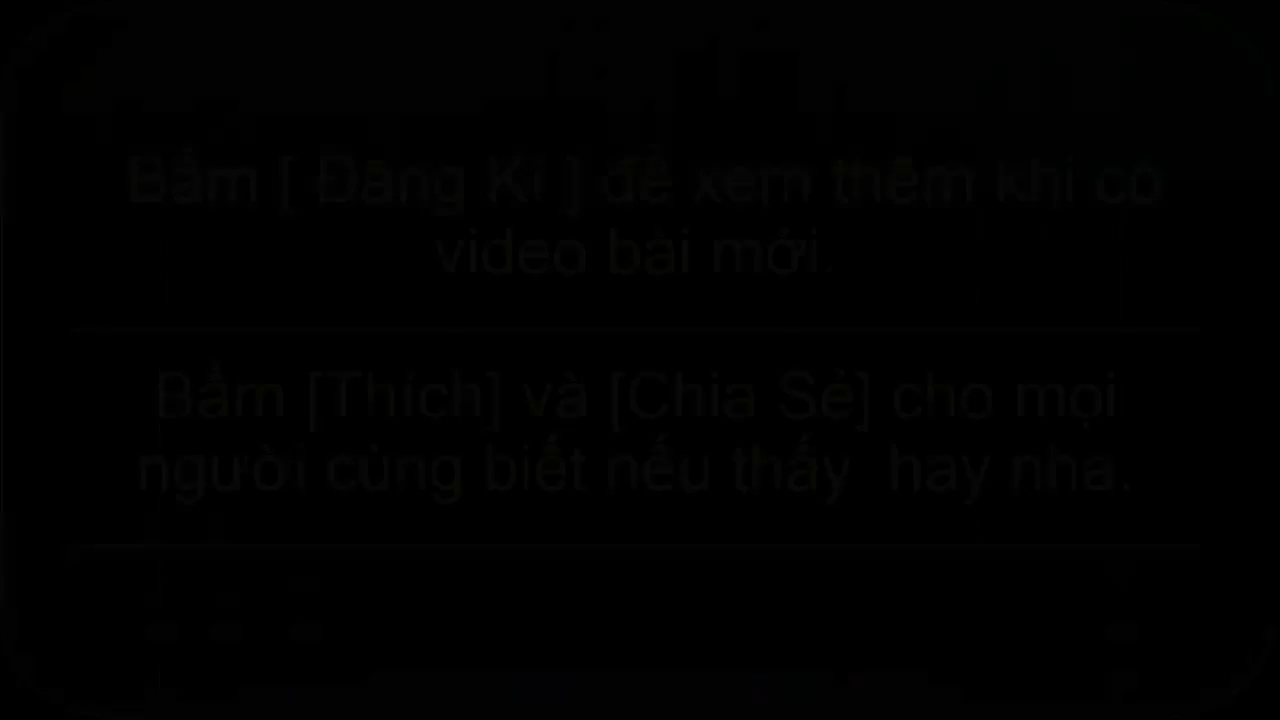 Bấm [ Đăng Kí ] để xem thêm khi có
video bài mới.
Bấm [Thích] và [Chia Sẻ] cho mọi
người cùng biết nếu thấy hay nha.